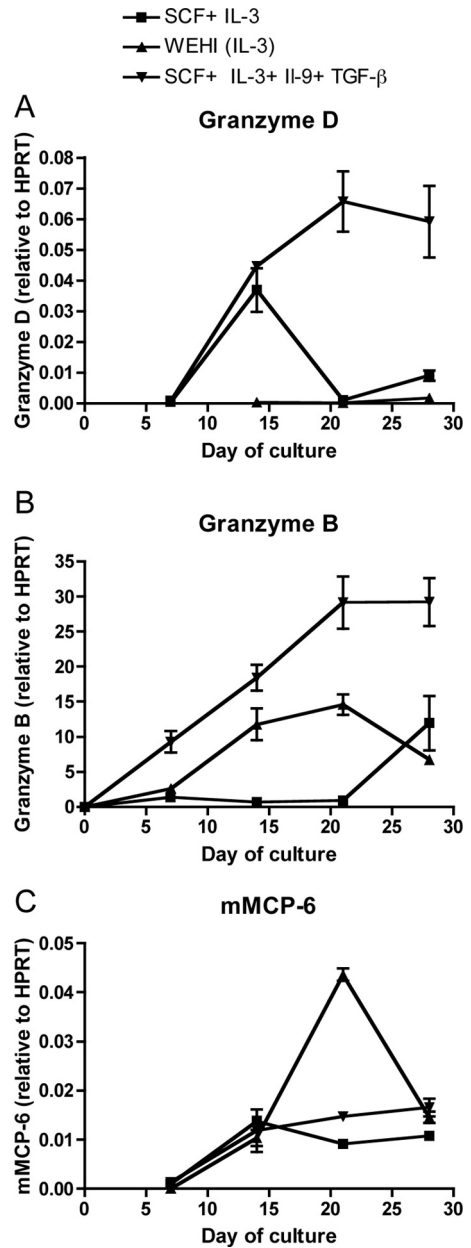 SCF+ IL-3
WEHI (IL-3)
SCF+ IL-3+ Il-9+ TGF-β
A
Granzyme D
Granzyme D (relative to HPRT)
0.08
0.07
0.06
0.05
0.04
0.03
0.02
0.01
0.00
0 5 10 15 20 25 30
Day of culture
B
Granzyme B
Granzyme B (relative to HPRT)
35
30
25
20
15
10
5
0
0 5 10 15 20 25 30
Day of culture
C
mMCP-6
mMCP-6 (relative to HPRT)
0.05
0.04
0.03
0.02
0.01
0.00
0 5 10 15 20 25 30
Day of culture